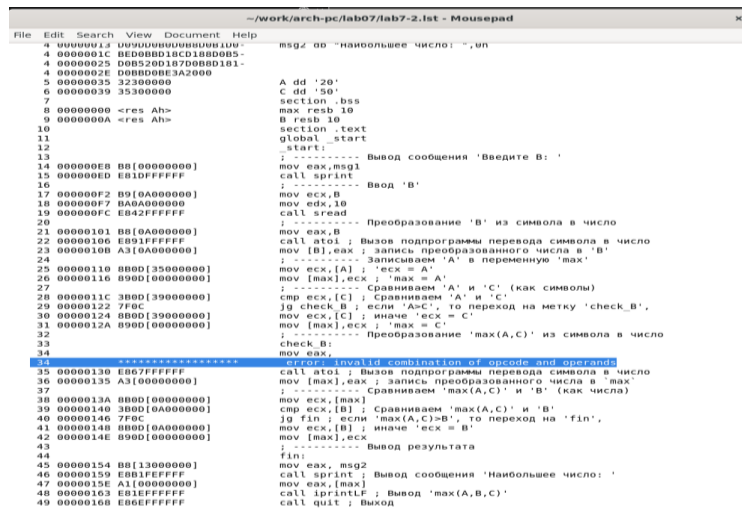 ~/work/arch-pc/lab07/lab7-2.lst - Mousepad
File Edit Search View Document Help
4 00000013 D09DD0B0D0B8D0B1D0- msg2 db "Наибольшее число: ",0h
4 0000001C BED0BBD18CD188D0B5-
4 00000025 D0B520D187D0B8D181-
4 0000002E D0BBD0BE3A2000
5 00000035 32300000 A dd '20'
6 00000039 35300000 C dd '50'
7 section .bss
8 00000000 <res Ah> max resb 10
9 0000000A <res Ah> B resb 10
10 section .text
11 global _start
12 _start:
13 ; ---------- Вывод сообщения 'Введите B: '
14 000000E8 B8[00000000] mov eax,msg1
15 000000ED E81DFFFFFF call sprint
16 ; ---------- Ввод 'B'
17 000000F2 B9[0A000000] mov ecx,B
18 000000F7 BA0A000000 mov edx,10
19 000000FC E842FFFFFF call sread
20 ; ---------- Преобразование 'B' из символа в число
21 00000101 B8[0A000000] mov eax,B
22 00000106 E891FFFFFF call atoi ; Вызов подпрограммы перевода символа в число
23 0000010B A3[0A000000] mov [B],eax ; запись преобразованного числа в 'B'
24 ; ---------- Записываем 'A' в переменную 'max'
25 00000110 8B0D[35000000] mov ecx,[A] ; 'ecx = A'
26 00000116 890D[00000000] mov [max],ecx ; 'max = A'
27 ; ---------- Сравниваем 'A' и 'С' (как символы)
28 0000011C 3B0D[39000000] cmp ecx,[C] ; Сравниваем 'A' и 'С'
29 00000122 7F0C jg check_B ; если 'A>C', то переход на метку 'check_B',
30 00000124 8B0D[39000000] mov ecx,[C] ; иначе 'ecx = C'
31 0000012A 890D[00000000] mov [max],ecx ; 'max = C'
32 ; ---------- Преобразование 'max(A,C)' из символа в число
33 check_B:
34 mov eax,
34 ****************** error: invalid combination of opcode and operands
35 00000130 E867FFFFFF call atoi ; Вызов подпрограммы перевода символа в число
36 00000135 A3[00000000] mov [max],eax ; запись преобразованного числа в `max`
37 ; ---------- Сравниваем 'max(A,C)' и 'B' (как числа)
38 0000013A 8B0D[00000000] mov ecx,[max]
39 00000140 3B0D[0A000000] cmp ecx,[B] ; Сравниваем 'max(A,C)' и 'B'
40 00000146 7F0C jg fin ; если 'max(A,C)>B', то переход на 'fin',
41 00000148 8B0D[0A000000] mov ecx,[B] ; иначе 'ecx = B'
42 0000014E 890D[00000000] mov [max],ecx
43 ; ---------- Вывод результата
44 fin:
45 00000154 B8[13000000] mov eax, msg2
46 00000159 E8B1FEFFFF call sprint ; Вывод сообщения 'Наибольшее число: '
47 0000015E A1[00000000] mov eax,[max]
48 00000163 E81EFFFFFF call iprintLF ; Вывод 'max(A,B,C)'
49 00000168 E86EFFFFFF call quit ; Выход